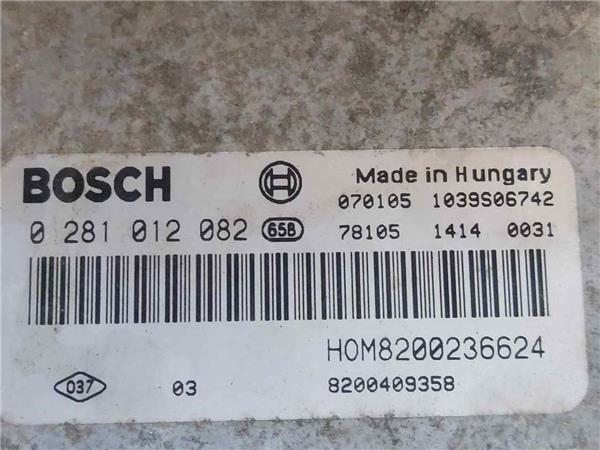 BOSCH
Made in Hungary
070105 1039S06742
0 281 012 082 658
78105 1414 0031
HOM8200236624
037 03
8200409358